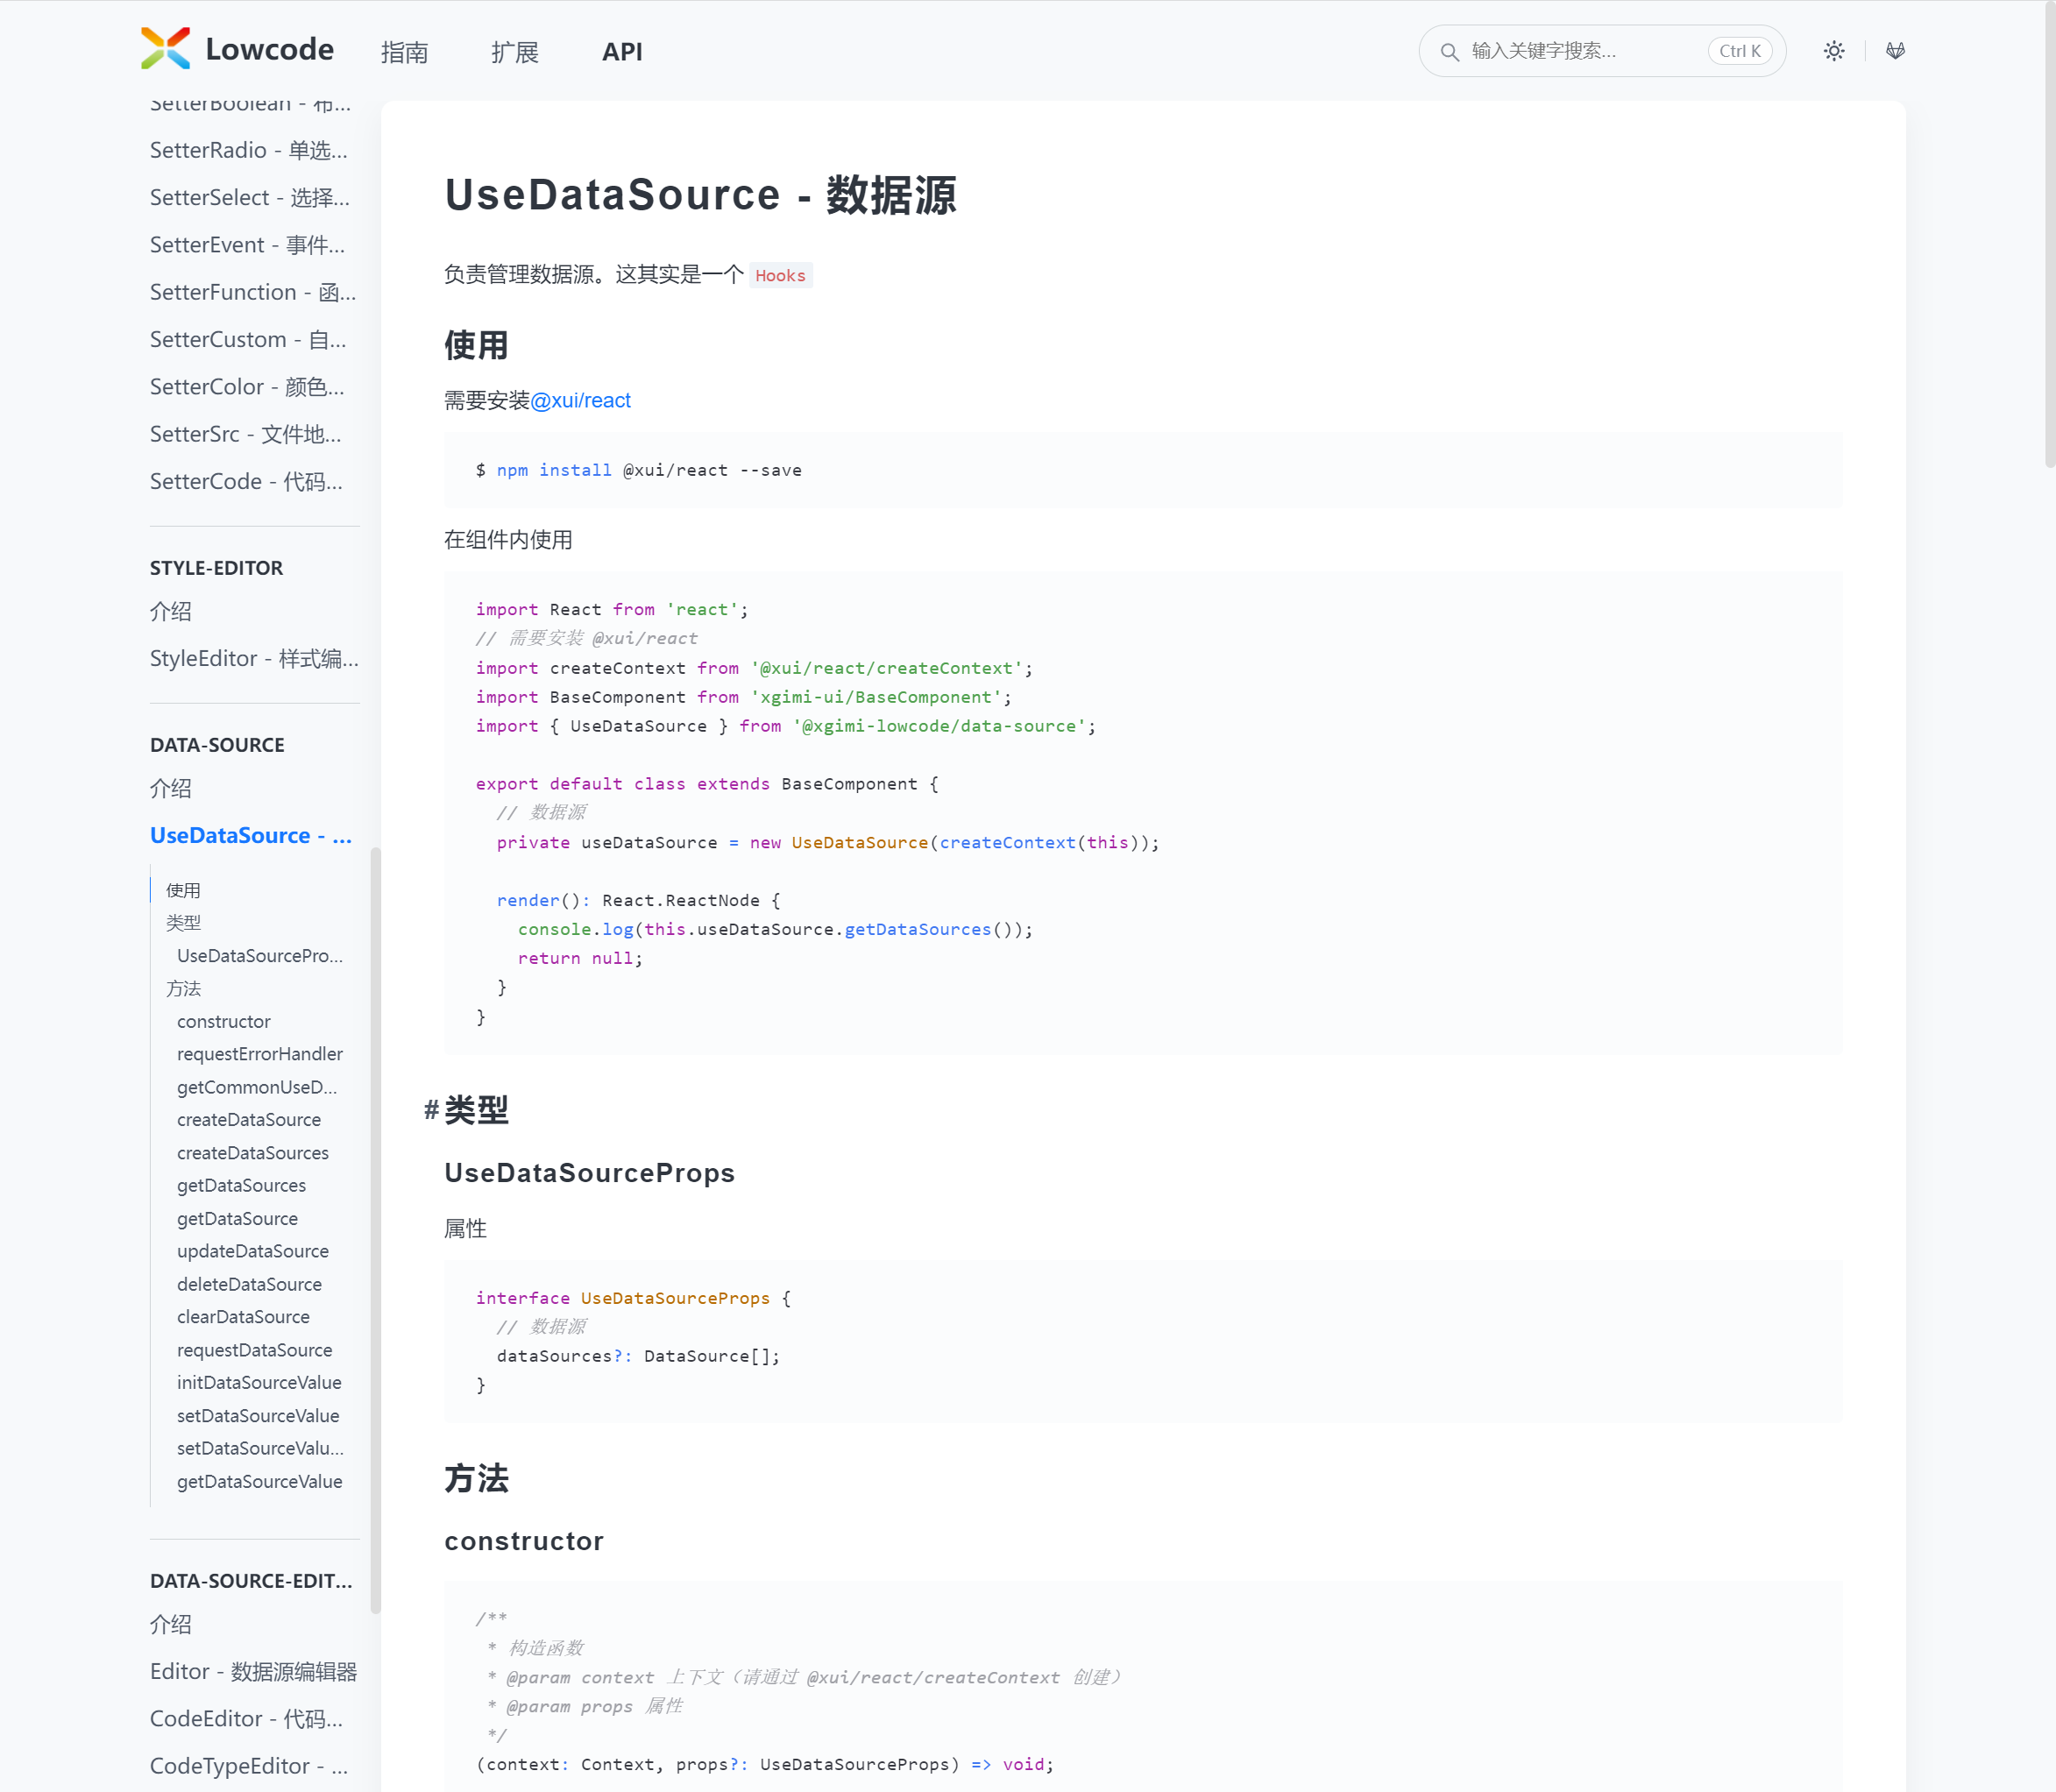 Lowcode
指南
扩展
API
输入关键字搜索...
Ctrl K
SetterBoolean - 布...
SetterRadio - 单选...
SetterSelect - 选择...
SetterEvent - 事件...
SetterFunction - 函...
SetterCustom - 自...
SetterColor - 颜色...
SetterSrc - 文件地...
SetterCode - 代码...
STYLE-EDITOR
介绍
StyleEditor - 样式编...
DATA-SOURCE
介绍
UseDataSource - ...
使用
类型
UseDataSourcePro...
方法
constructor
requestErrorHandler
getCommonUseD...
createDataSource
createDataSources
getDataSources
getDataSource
updateDataSource
deleteDataSource
clearDataSource
requestDataSource
initDataSourceValue
setDataSourceValue
setDataSourceValu...
getDataSourceValue
DATA-SOURCE-EDIT...
介绍
Editor - 数据源编辑器
CodeEditor - 代码...
CodeTypeEditor - ...
UseDataSource - 数据源
负责管理数据源。这其实是一个 Hooks
使用
需要安装@xui/react
$ npm install @xui/react --save
在组件内使用
import React from 'react';
// 需要安装 @xui/react
import createContext from '@xui/react/createContext';
import BaseComponent from 'xgimi-ui/BaseComponent';
import { UseDataSource } from '@xgimi-lowcode/data-source';
export default class extends BaseComponent {
// 数据源
private useDataSource = new UseDataSource(createContext(this));
render(): React.ReactNode {
console.log(this.useDataSource.getDataSources());
return null;
}
}
#类型
UseDataSourceProps
属性
interface UseDataSourceProps {
// 数据源
dataSources?: DataSource[];
}
方法
constructor
/**
* 构造函数
* @param context 上下文（请通过 @xui/react/createContext 创建）
* @param props 属性
*/
(context: Context, props?: UseDataSourceProps) => void;